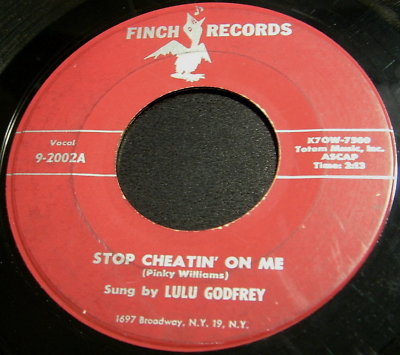 FINCH RECORDS
Vocal
9-2002A
K7OW-7500
Totem Music, Inc.
ASCAP
Time: 2:13
STOP CHEATIN' ON ME
(Pinky Williams)
Sung by LULU GODFREY
1697 Broadway, N.Y. 19, N.Y.